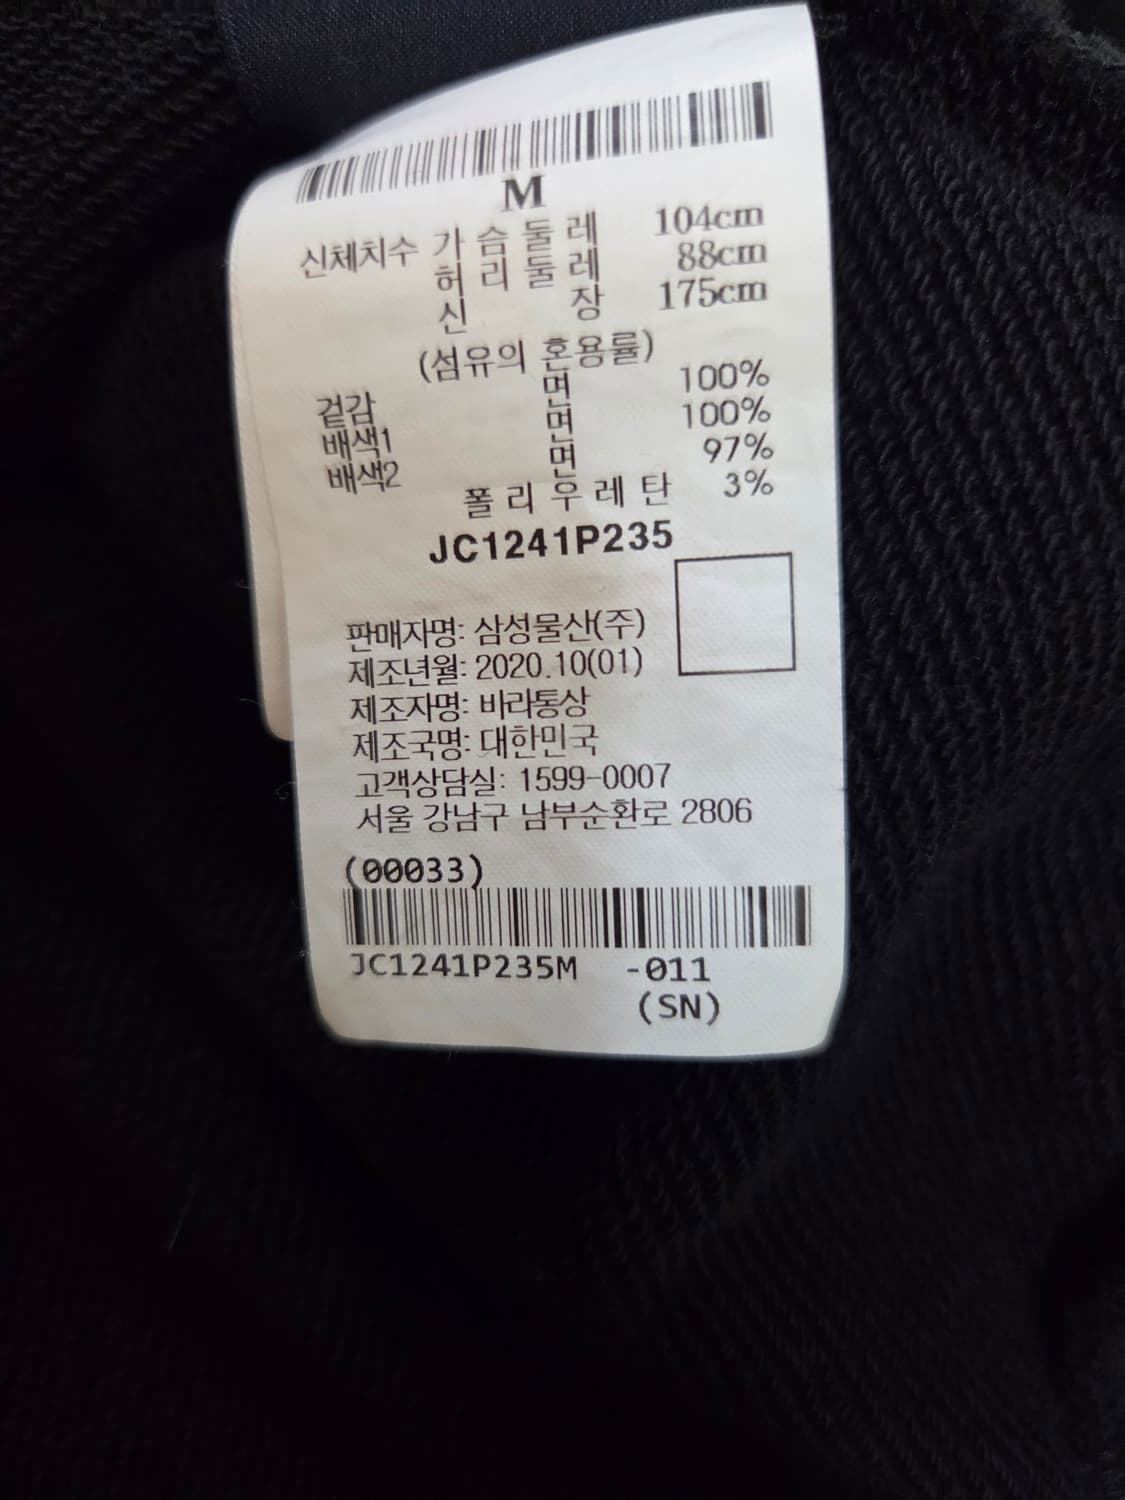 M
신체치수 가슴둘레 104cm
허리둘레 88cm
신장 175cm
(섬유의 혼용률)
겉감 면 100%
배색1 면 100%
배색2 면 97%
폴리우레탄 3%
JC1241P235
판매자명: 삼성물산(주)
제조년월: 2020.10(01)
제조자명: 바라통상
제조국명: 대한민국
고객상담실: 1599-0007
서울 강남구 남부순환로 2806
(00033)
JC1241P235M -011
(SN)